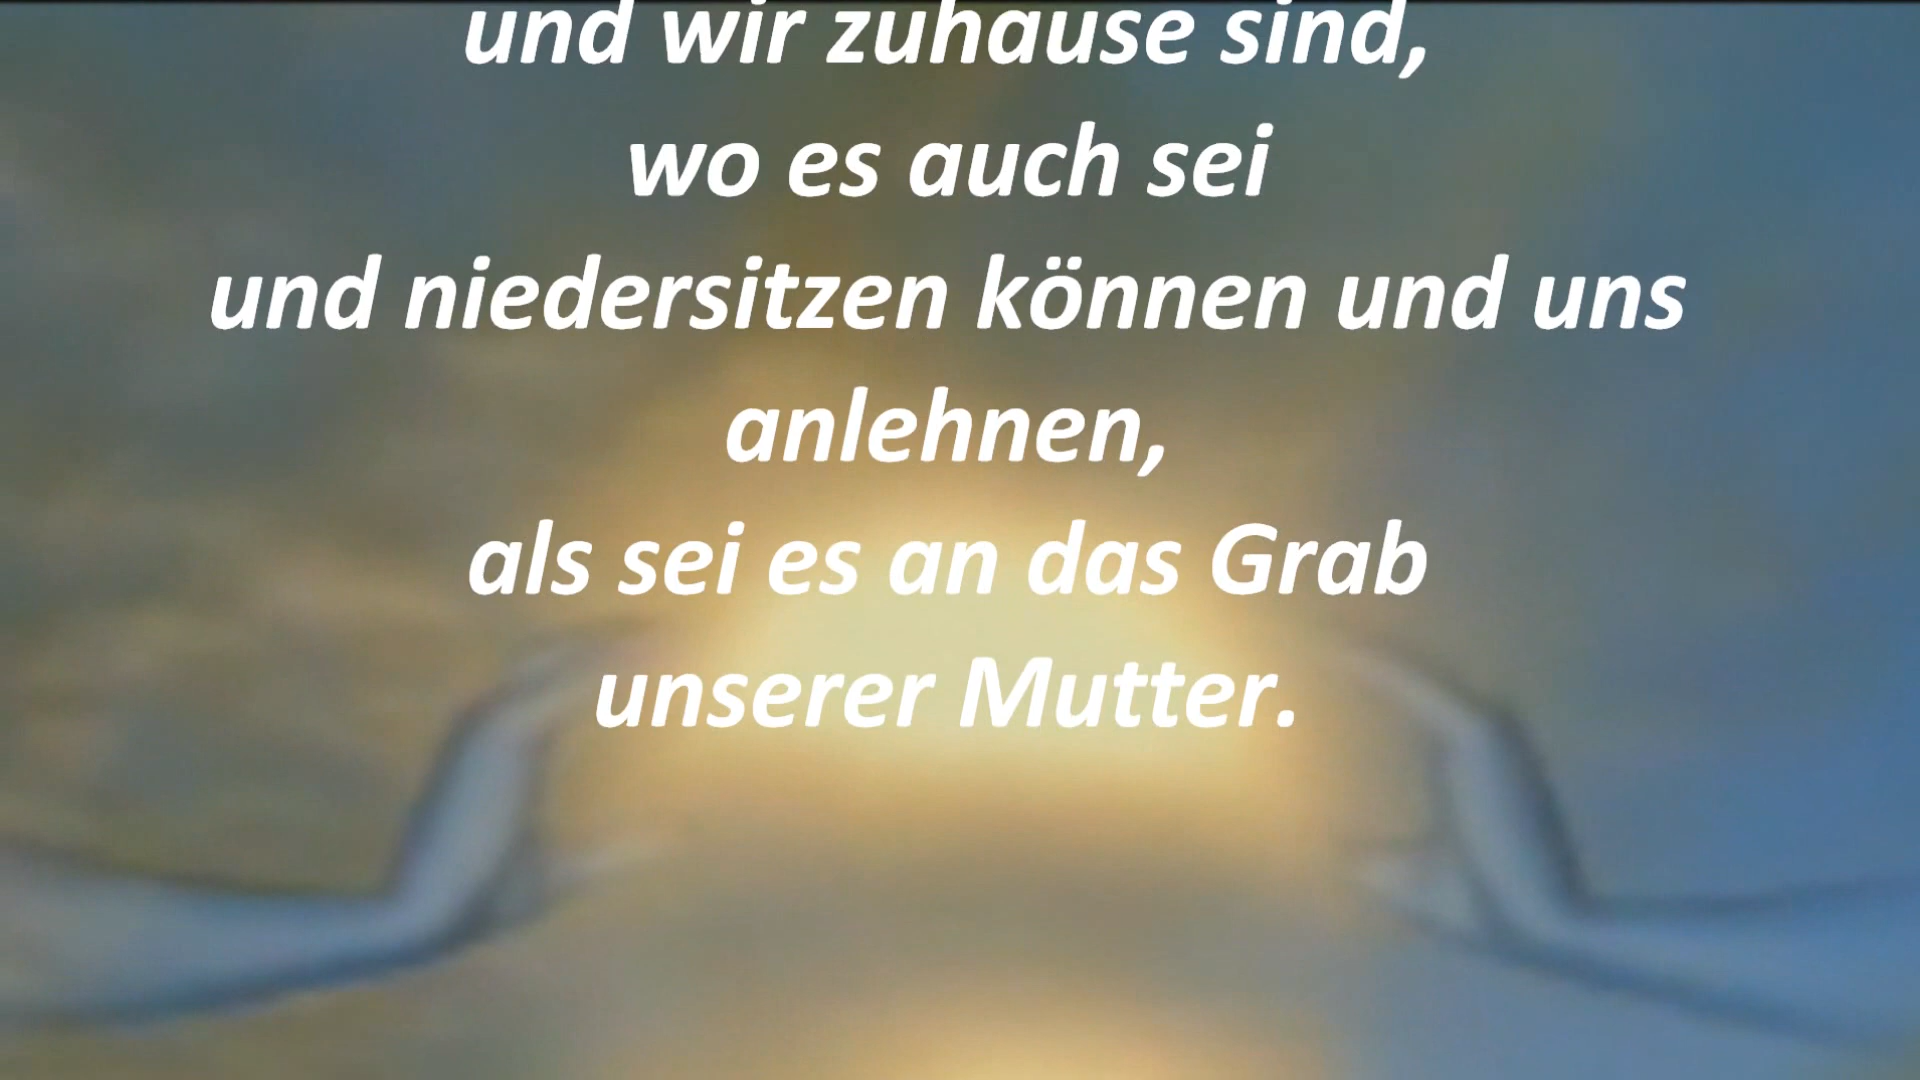 und wir zuhause sind,
wo es auch sei
und niedersitzen können und uns
anlehnen,
als sei es an das Grab
unserer Mutter.